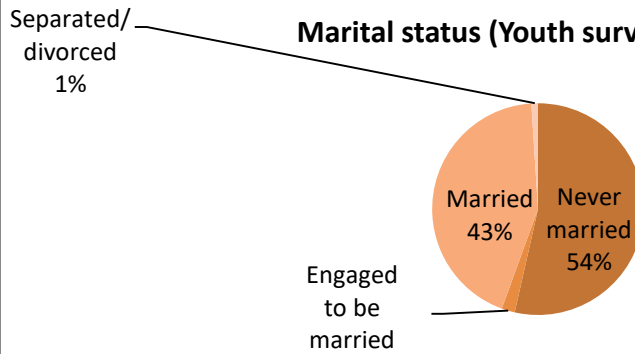 Separated/
divorced
1%
Marital status (Youth surv
Married
43%
Never
married
54%
Engaged
to be
married